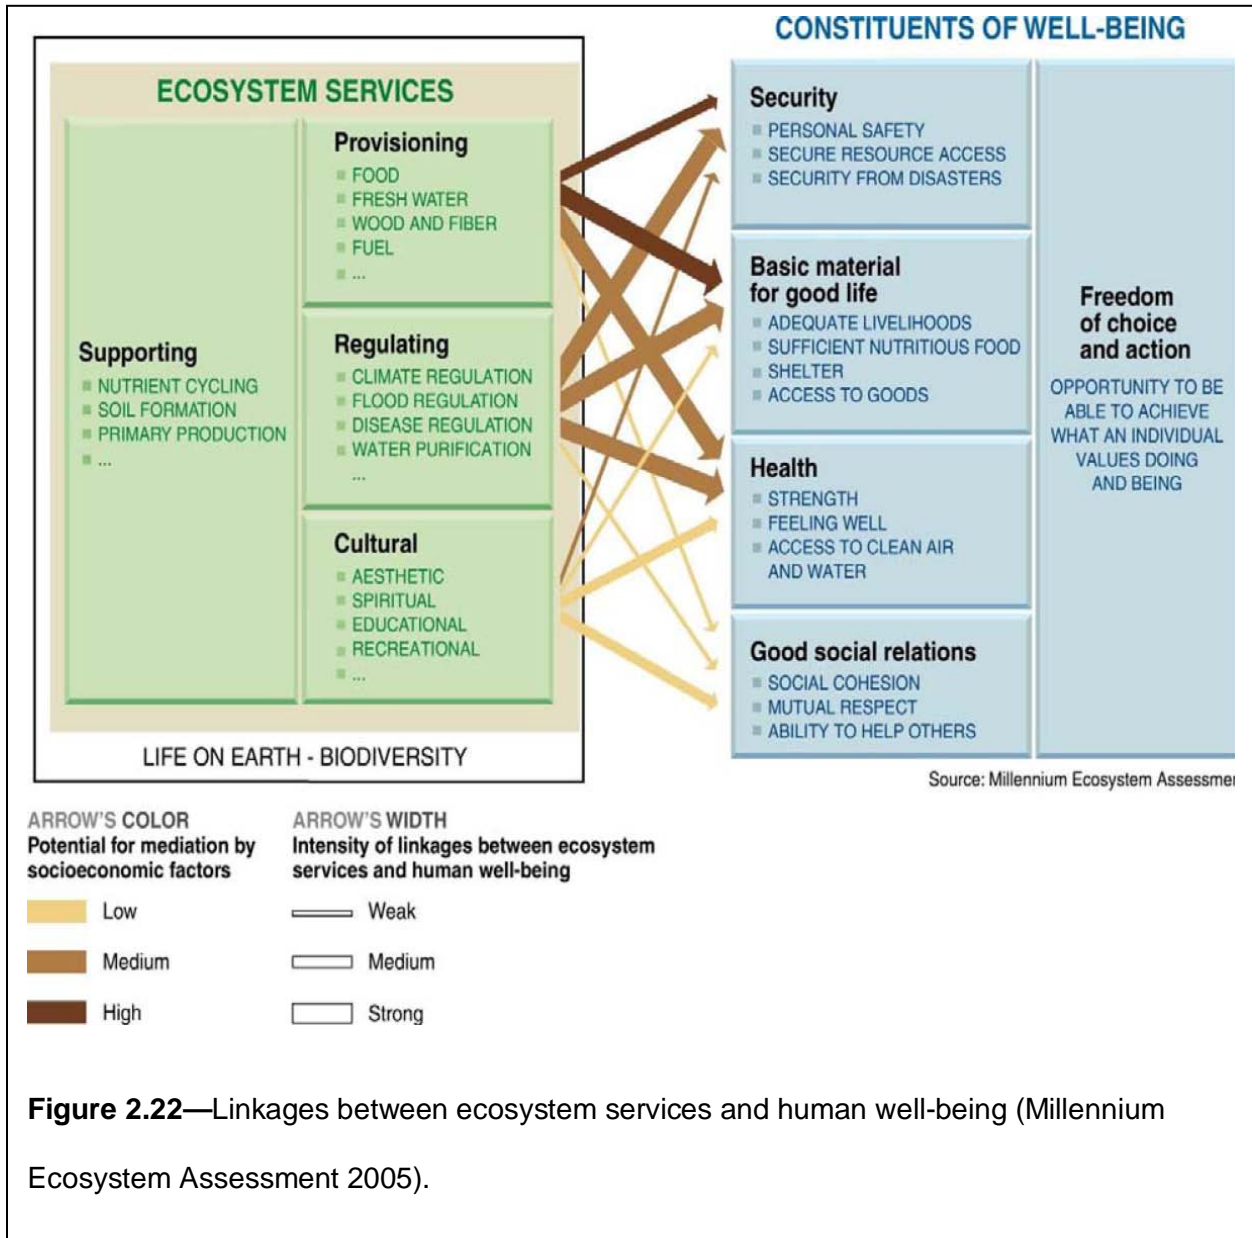 CONSTITUENTS OF WELL-BEING
ECOSYSTEM SERVICES
Supporting
NUTRIENT CYCLING
SOIL FORMATION
PRIMARY PRODUCTION
...
Provisioning
FOOD
FRESH WATER
WOOD AND FIBER
FUEL
...
Regulating
CLIMATE REGULATION
FLOOD REGULATION
DISEASE REGULATION
WATER PURIFICATION
...
Cultural
AESTHETIC
SPIRITUAL
EDUCATIONAL
RECREATIONAL
...
LIFE ON EARTH - BIODIVERSITY
Security
PERSONAL SAFETY
SECURE RESOURCE ACCESS
SECURITY FROM DISASTERS
Basic material
for good life
ADEQUATE LIVELIHOODS
SUFFICIENT NUTRITIOUS FOOD
SHELTER
ACCESS TO GOODS
Health
STRENGTH
FEELING WELL
ACCESS TO CLEAN AIR
AND WATER
Good social relations
SOCIAL COHESION
MUTUAL RESPECT
ABILITY TO HELP OTHERS
Freedom
of choice
and action
OPPORTUNITY TO BE
ABLE TO ACHIEVE
WHAT AN INDIVIDUAL
VALUES DOING
AND BEING
Source: Millennium Ecosystem Assessmen
ARROW'S COLOR
Potential for mediation by
socioeconomic factors
Low
Medium
High
ARROW'S WIDTH
Intensity of linkages between ecosystem
services and human well-being
Weak
Medium
Strong
Figure 2.22—Linkages between ecosystem services and human well-being (Millennium
Ecosystem Assessment 2005).